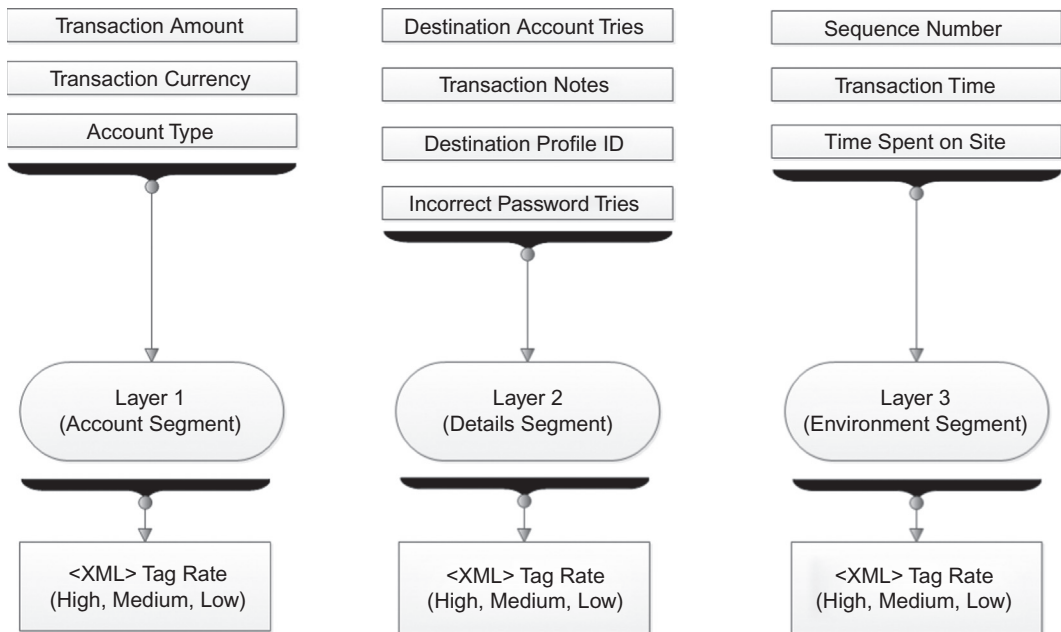 Transaction Amount
Transaction Currency
Account Type
Layer 1
(Account Segment)
<XML> Tag Rate
(High, Medium, Low)
Destination Account Tries
Transaction Notes
Destination Profile ID
Incorrect Password Tries
Layer 2
(Details Segment)
<XML> Tag Rate
(High, Medium, Low)
Sequence Number
Transaction Time
Time Spent on Site
Layer 3
(Environment Segment)
<XML> Tag Rate
(High, Medium, Low)